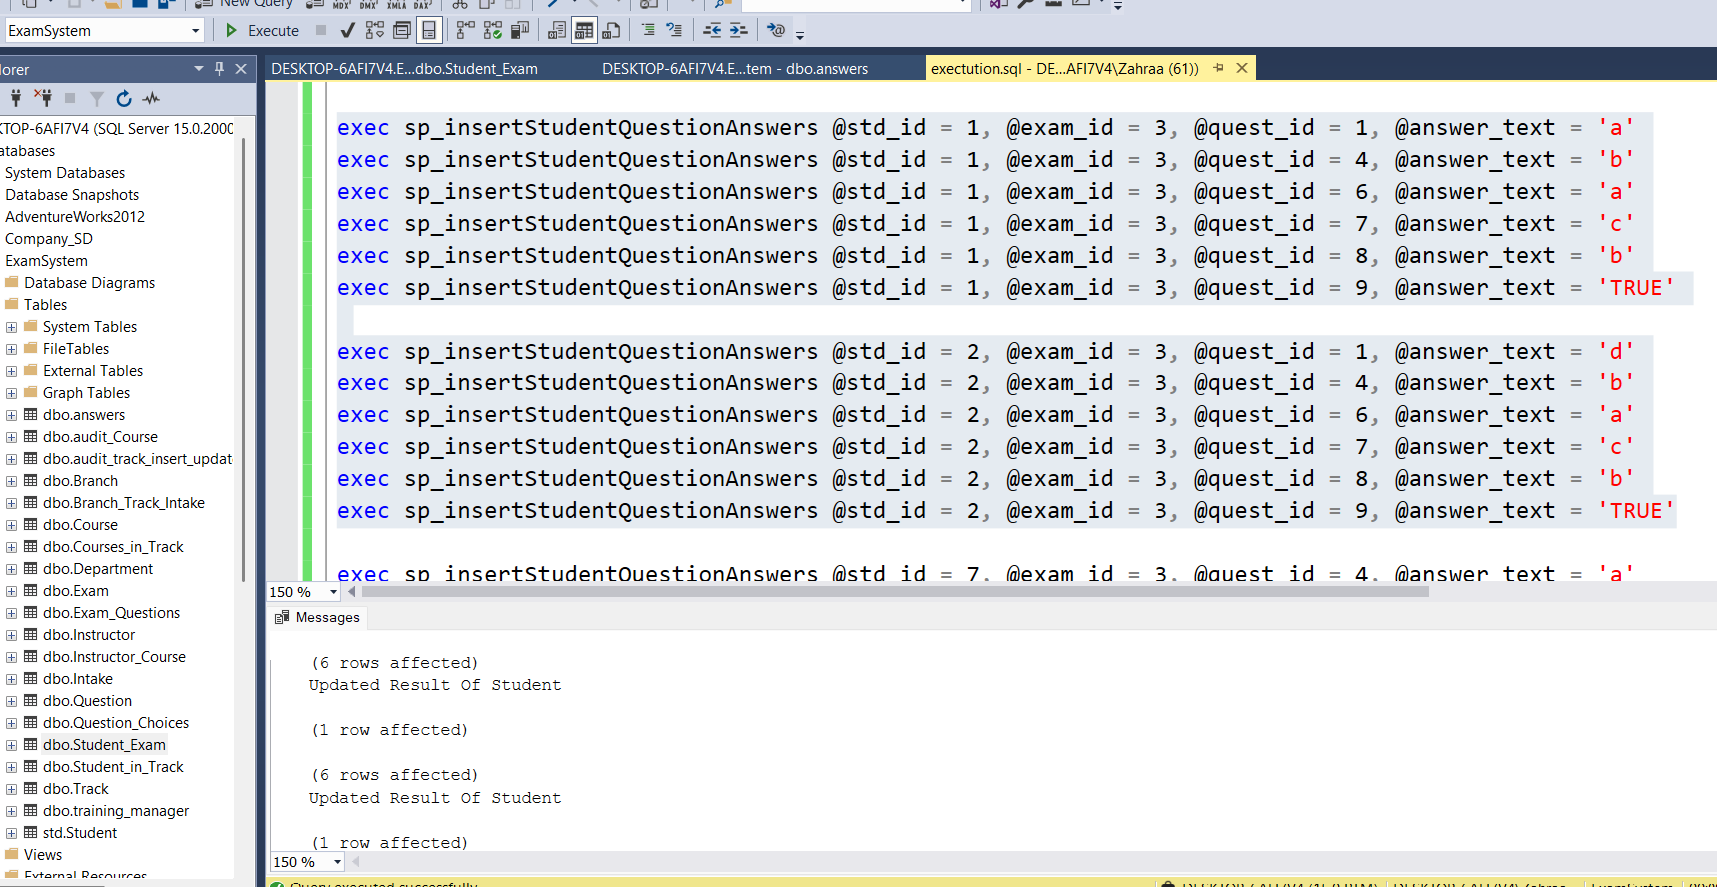 New Query
MDX DMX XMLA DAX
ExamSystem
Execute
lorer
DESKTOP-6AFI7V4.E...dbo.Student_Exam
DESKTOP-6AFI7V4.E...tem - dbo.answers
exectution.sql - DE...AFI7V4\Zahraa (61))
KTOP-6AFI7V4 (SQL Server 15.0.2000
atabases
System Databases
Database Snapshots
AdventureWorks2012
Company_SD
ExamSystem
Database Diagrams
Tables
System Tables
FileTables
External Tables
Graph Tables
dbo.answers
dbo.audit_Course
dbo.audit_track_insert_updat
dbo.Branch
dbo.Branch_Track_Intake
dbo.Course
dbo.Courses_in_Track
dbo.Department
dbo.Exam
dbo.Exam_Questions
dbo.Instructor
dbo.Instructor_Course
dbo.Intake
dbo.Question
dbo.Question_Choices
dbo.Student_Exam
dbo.Student_in_Track
dbo.Track
dbo.training_manager
std.Student
Views
External Resources
exec sp_insertStudentQuestionAnswers @std_id = 1, @exam_id = 3, @quest_id = 1, @answer_text = 'a'
exec sp_insertStudentQuestionAnswers @std_id = 1, @exam_id = 3, @quest_id = 4, @answer_text = 'b'
exec sp_insertStudentQuestionAnswers @std_id = 1, @exam_id = 3, @quest_id = 6, @answer_text = 'a'
exec sp_insertStudentQuestionAnswers @std_id = 1, @exam_id = 3, @quest_id = 7, @answer_text = 'c'
exec sp_insertStudentQuestionAnswers @std_id = 1, @exam_id = 3, @quest_id = 8, @answer_text = 'b'
exec sp_insertStudentQuestionAnswers @std_id = 1, @exam_id = 3, @quest_id = 9, @answer_text = 'TRUE'
exec sp_insertStudentQuestionAnswers @std_id = 2, @exam_id = 3, @quest_id = 1, @answer_text = 'd'
exec sp_insertStudentQuestionAnswers @std_id = 2, @exam_id = 3, @quest_id = 4, @answer_text = 'b'
exec sp_insertStudentQuestionAnswers @std_id = 2, @exam_id = 3, @quest_id = 6, @answer_text = 'a'
exec sp_insertStudentQuestionAnswers @std_id = 2, @exam_id = 3, @quest_id = 7, @answer_text = 'c'
exec sp_insertStudentQuestionAnswers @std_id = 2, @exam_id = 3, @quest_id = 8, @answer_text = 'b'
exec sp_insertStudentQuestionAnswers @std_id = 2, @exam_id = 3, @quest_id = 9, @answer_text = 'TRUE'
exec sp_insertStudentQuestionAnswers @std_id = 7, @exam_id = 3, @quest_id = 4, @answer_text = 'a'
150 %
Messages
(6 rows affected)
Updated Result Of Student
(1 row affected)
(6 rows affected)
Updated Result Of Student
(1 row affected)
150 %
Query executed successfully